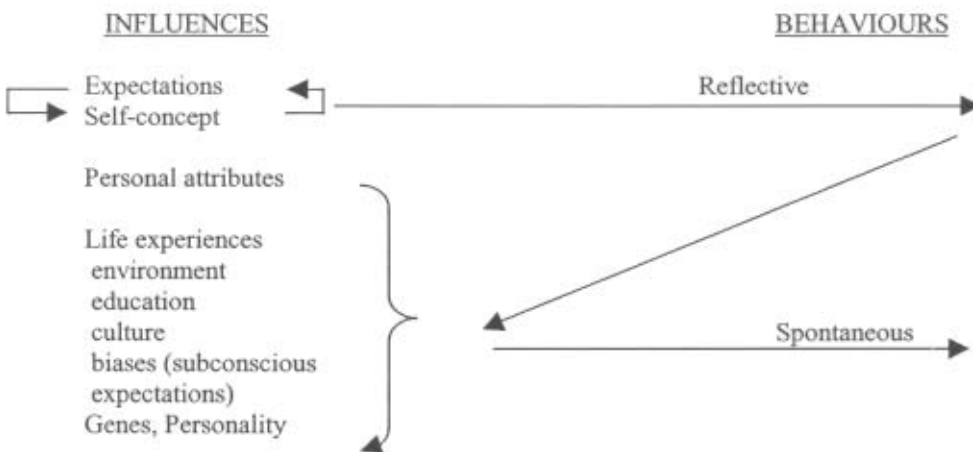 INFLUENCES
BEHAVIOURS
Expectations
Reflective
Self-concept
Personal attributes
Life experiences
environment
education
culture
Spontaneous
biases (subconscious
expectations)
Genes, Personality